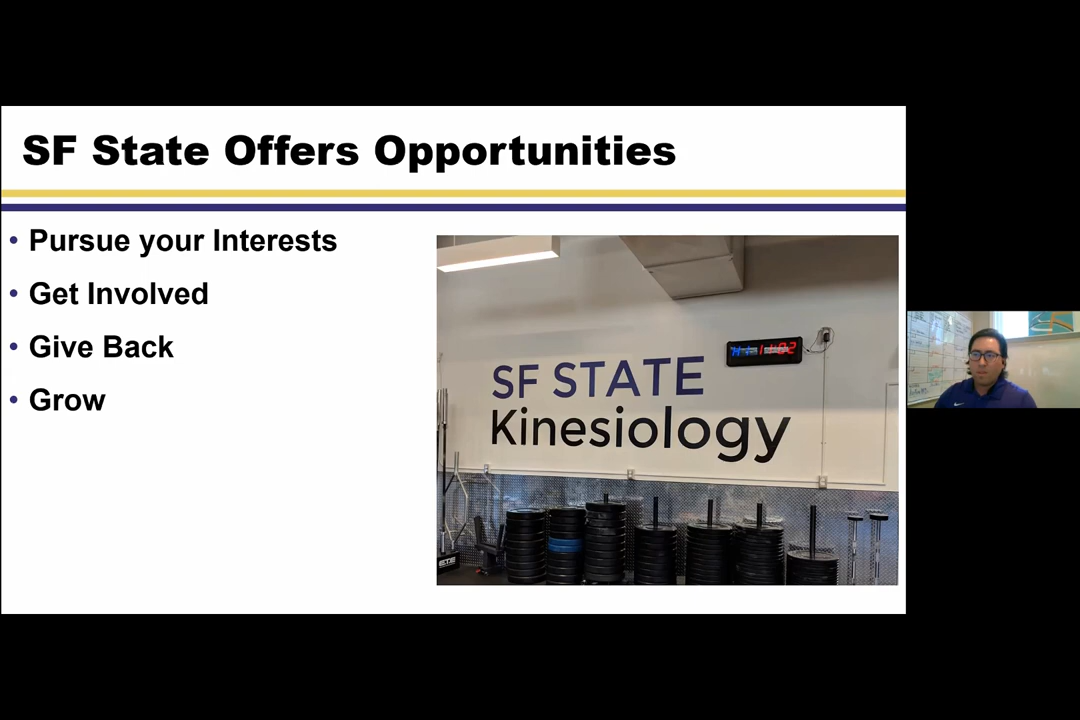 SF State Offers Opportunities
• Pursue your Interests
• Get Involved
• Give Back
• Grow
SF STATE
Kinesiology